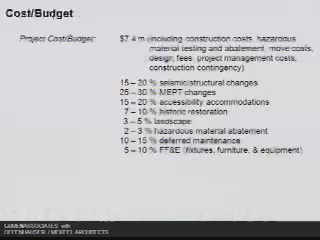 Cost/Budget
Project Cost/Budget: $7.4 m (including construction costs, hazardous
material testing and abatement, move costs,
design fees, project management costs,
construction contingency)
15 – 20 % seismic/structural changes
25 – 30 % MEPT changes
15 – 20 % accessibility accommodations
7 – 10 % historic restoration
3 – 5 % landscape
2 – 3 % hazardous material abatement
10 – 15 % deferred maintenance
5 – 10 % FF&E (fixtures, furniture, & equipment)
ASSOCIATES with
ARCHITECTS